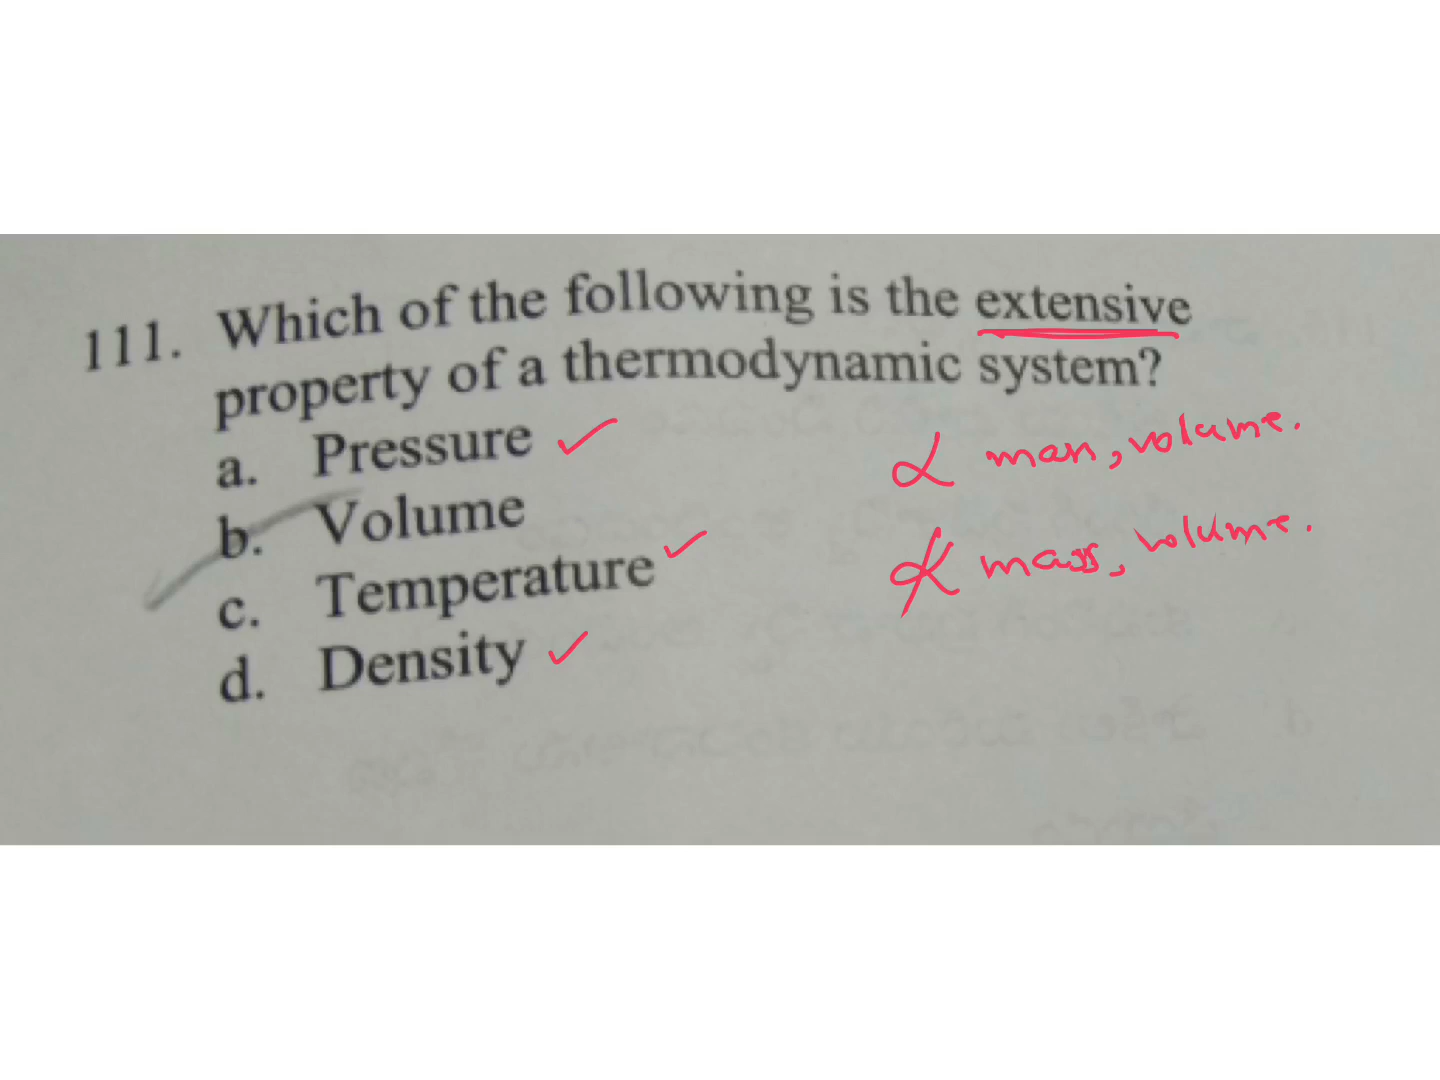 111. Which of the following is the extensive
property of a thermodynamic system?
a. Pressure ✓
b. Volume
c. Temperature ✓
d. Density ✓
∝ mass, volume.
∝̸ mass, volume.